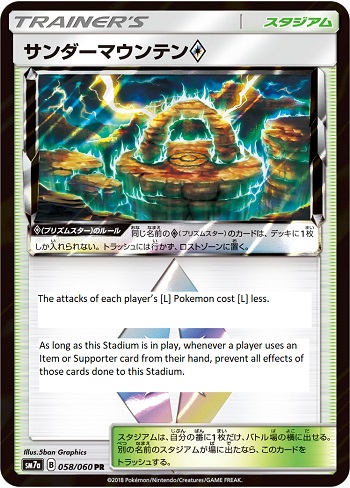 TRAINER'S
スタジアム
サンダーマウンテン◇
◇(プリズムスター)のルール
同じ名前の◇(プリズムスター)のカードは、デッキに1枚
しか入れられない。トラッシュには行かず、ロストゾーンに置く。
The attacks of each player's [L] Pokemon cost [L] less.
As long as this Stadium is in play, whenever a player uses an
Item or Supporter card from their hand, prevent all effects of
those cards done to this Stadium.
Illus.5ban Graphics
sm7a B 058/060 PR
スタジアムは、自分の番に1枚だけ、バトル場の横に出せる。
別の名前のスタジアムが場に出たなら、このカードを
トラッシュする。
©2018 Pokémon/Nintendo/Creatures/GAME FREAK.